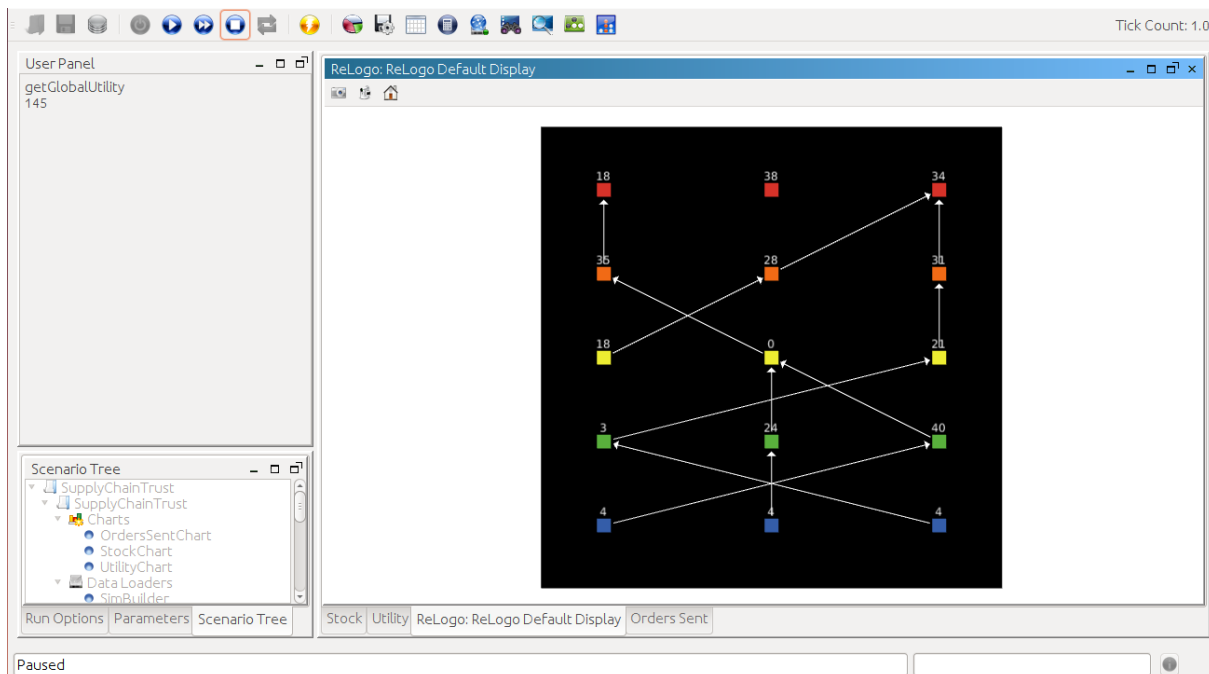 Tick Count: 1.0
User Panel
getGlobalUtility
145
ReLogo: ReLogo Default Display
18 38 34
35 28 31
18 0 21
3 24 40
4 4 4
Scenario Tree
SupplyChainTrust
SupplyChainTrust
Charts
OrdersSentChart
StockChart
UtilityChart
Data Loaders
SimBuilder
Run Options Parameters Scenario Tree
Stock Utility ReLogo: ReLogo Default Display Orders Sent
Paused